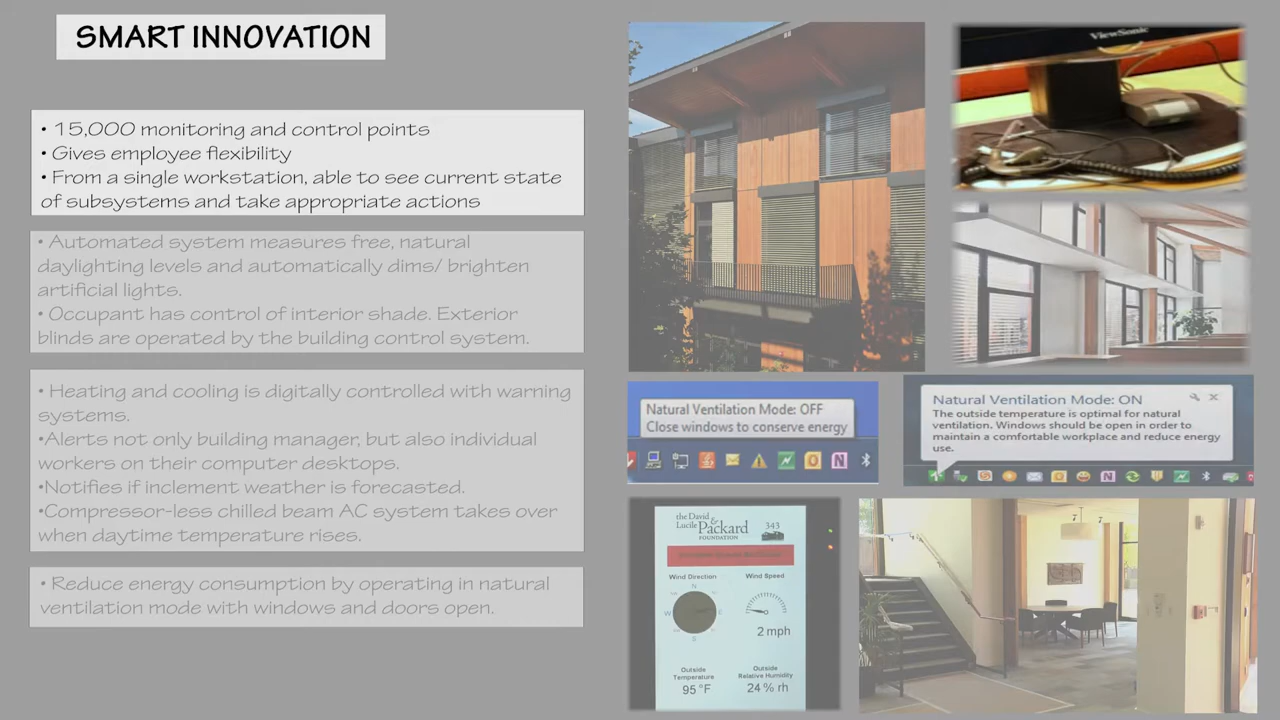 SMART INNOVATION
• 15,000 monitoring and control points
• Gives employee flexibility
• From a single workstation, able to see current state
of subsystems and take appropriate actions
• Automated system measures free, natural
daylighting levels and automatically dims/ brighten
artificial lights.
• Occupant has control of interior shade. Exterior
blinds are operated by the building control system.
• Heating and cooling is digitally controlled with warning
systems.
•Alerts not only building manager, but also individual
workers on their computer desktops.
•Notifies if inclement weather is forecasted.
•Compressor-less chilled beam AC system takes over
when daytime temperature rises.
• Reduce energy consumption by operating in natural
ventilation mode with windows and doors open.
ViewSonic
Natural Ventilation Mode: OFF
Close windows to conserve energy
Natural Ventilation Mode: ON
The outside temperature is optimal for natural
ventilation. Windows should be open in order to
maintain a comfortable workplace and reduce energy
use.
the David &
Lucile Packard
FOUNDATION
343
Wind Direction
Wind Speed
N
W E
S
2 mph
Outside
Temperature
95 °F
Outside
Relative Humidity
24 % rh